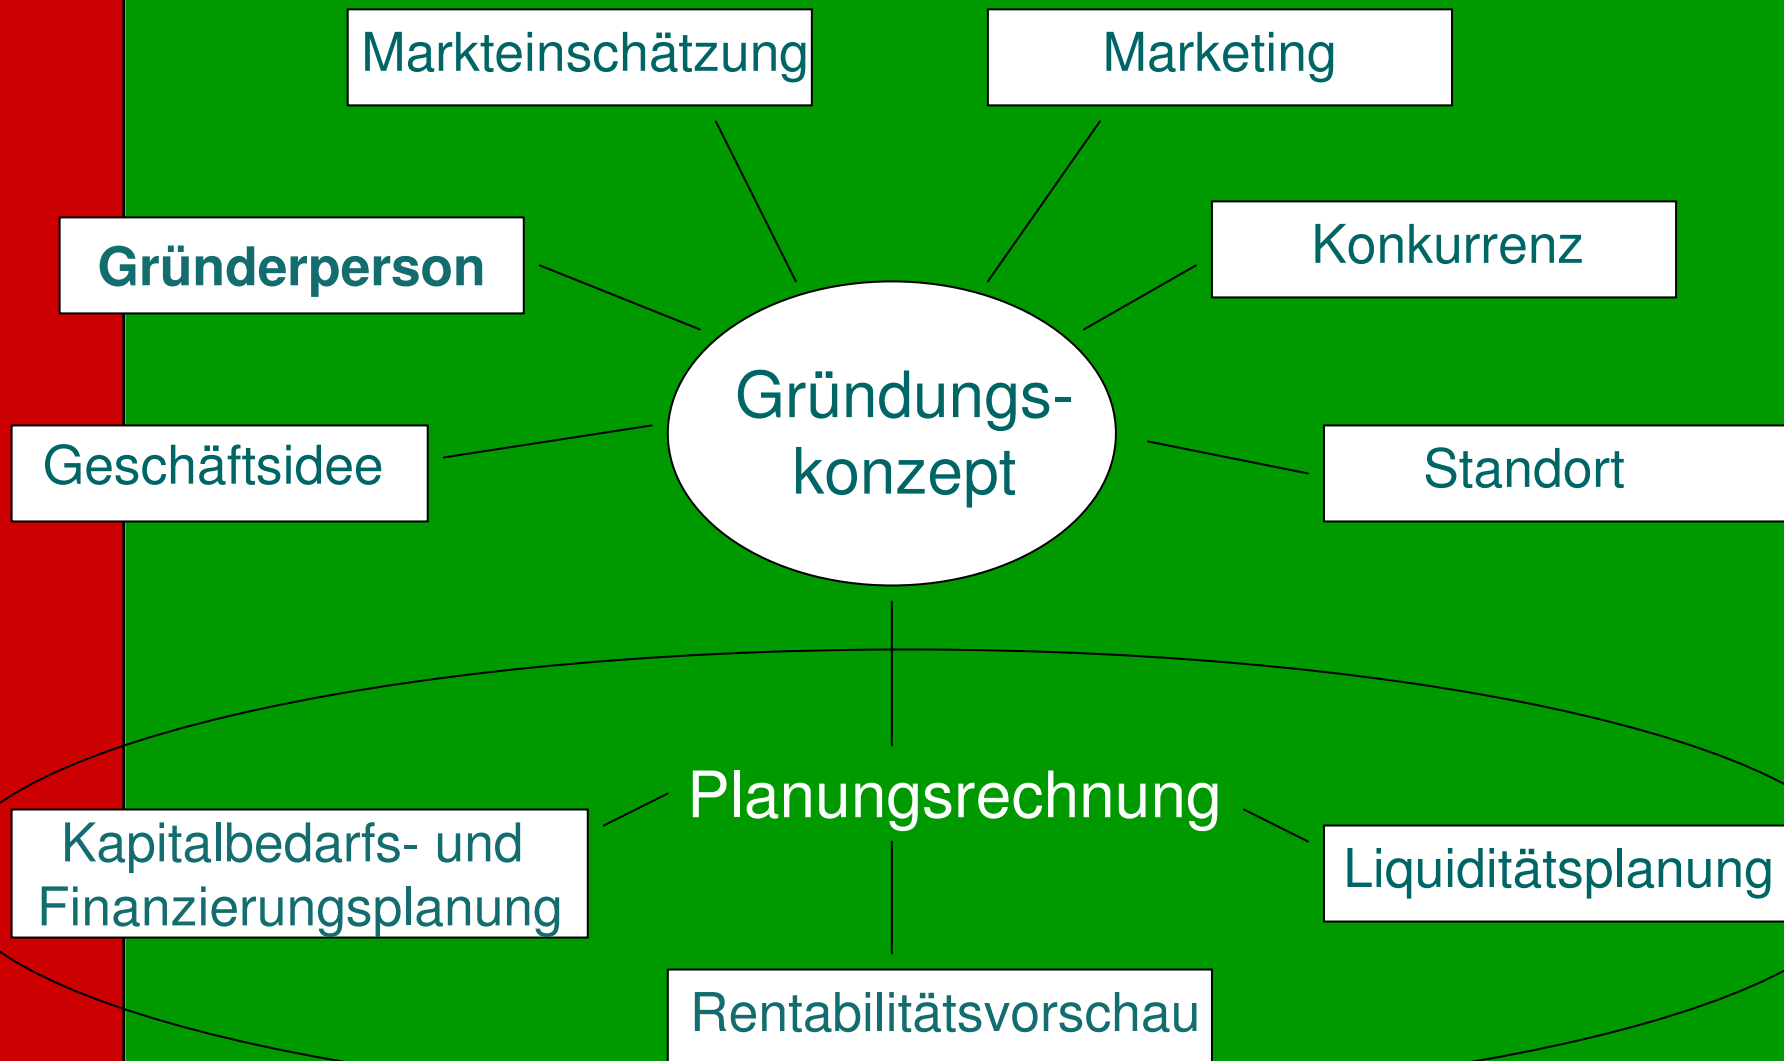 Markteinschätzung
Marketing
Gründerperson
Konkurrenz
Gründungs-
konzept
Geschäftsidee
Standort
Planungsrechnung
Kapitalbedarfs- und
Finanzierungsplanung
Liquiditätsplanung
Rentabilitätsvorschau